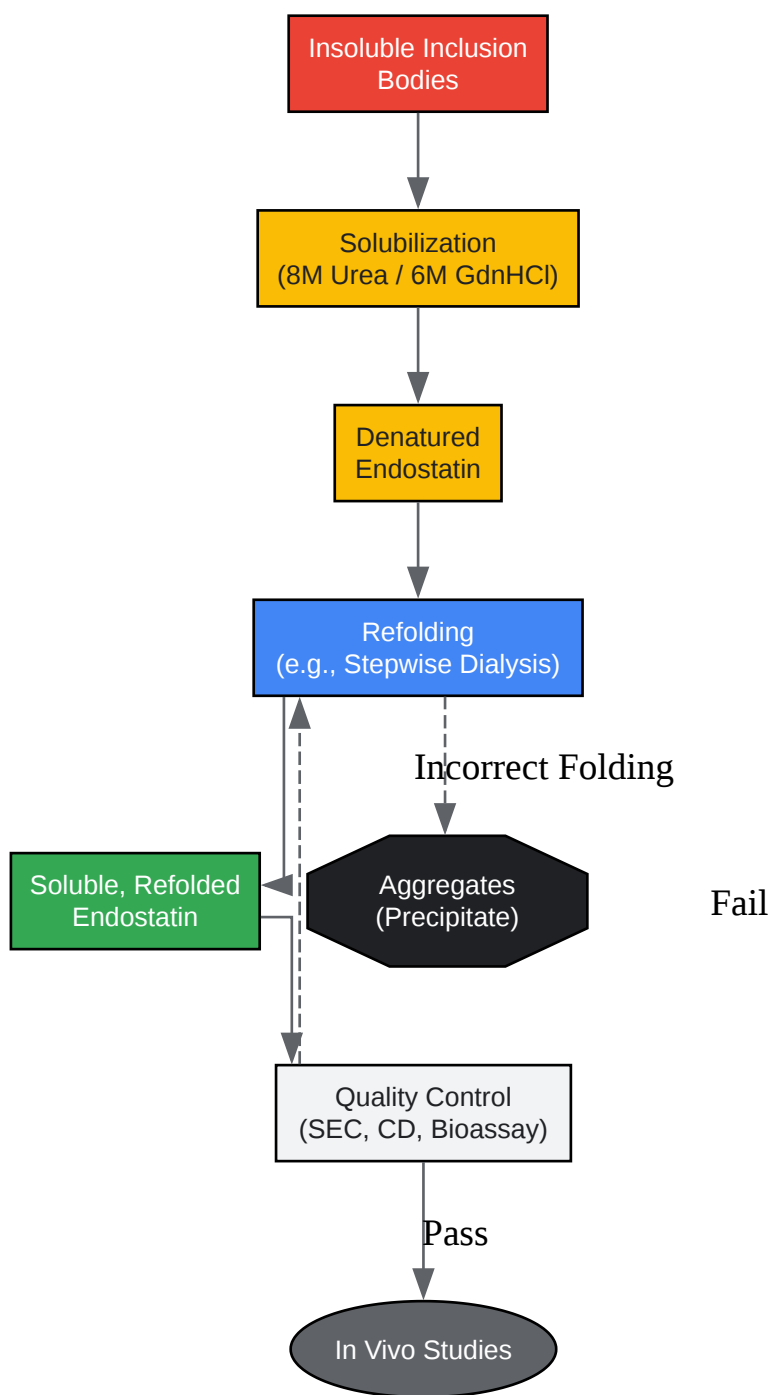 Insoluble Inclusion
Bodies
Solubilization
(8M Urea / 6M GdnHCl)
Denatured
Endostatin
Refolding
(e.g., Stepwise Dialysis)
Incorrect Folding
Soluble, Refolded
Endostatin
Aggregates
(Precipitate)
Fail
Quality Control
(SEC, CD, Bioassay)
Pass
In Vivo Studies